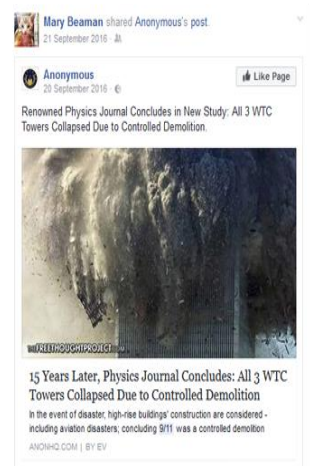 Mary Beaman shared Anonymous's post.
21 September 2016 ·
Anonymous
20 September 2016 ·
Like Page
Renowned Physics Journal Concludes in New Study: All 3 WTC
Towers Collapsed Due to Controlled Demolition.
THEFREETHOUGHTPROJECT.COM
15 Years Later, Physics Journal Concludes: All 3 WTC
Towers Collapsed Due to Controlled Demolition
In the event of disaster, high-rise buildings' construction are considered -
including aviation disasters; concluding 9/11 was a controlled demolition
ANONHQ.COM | BY EV